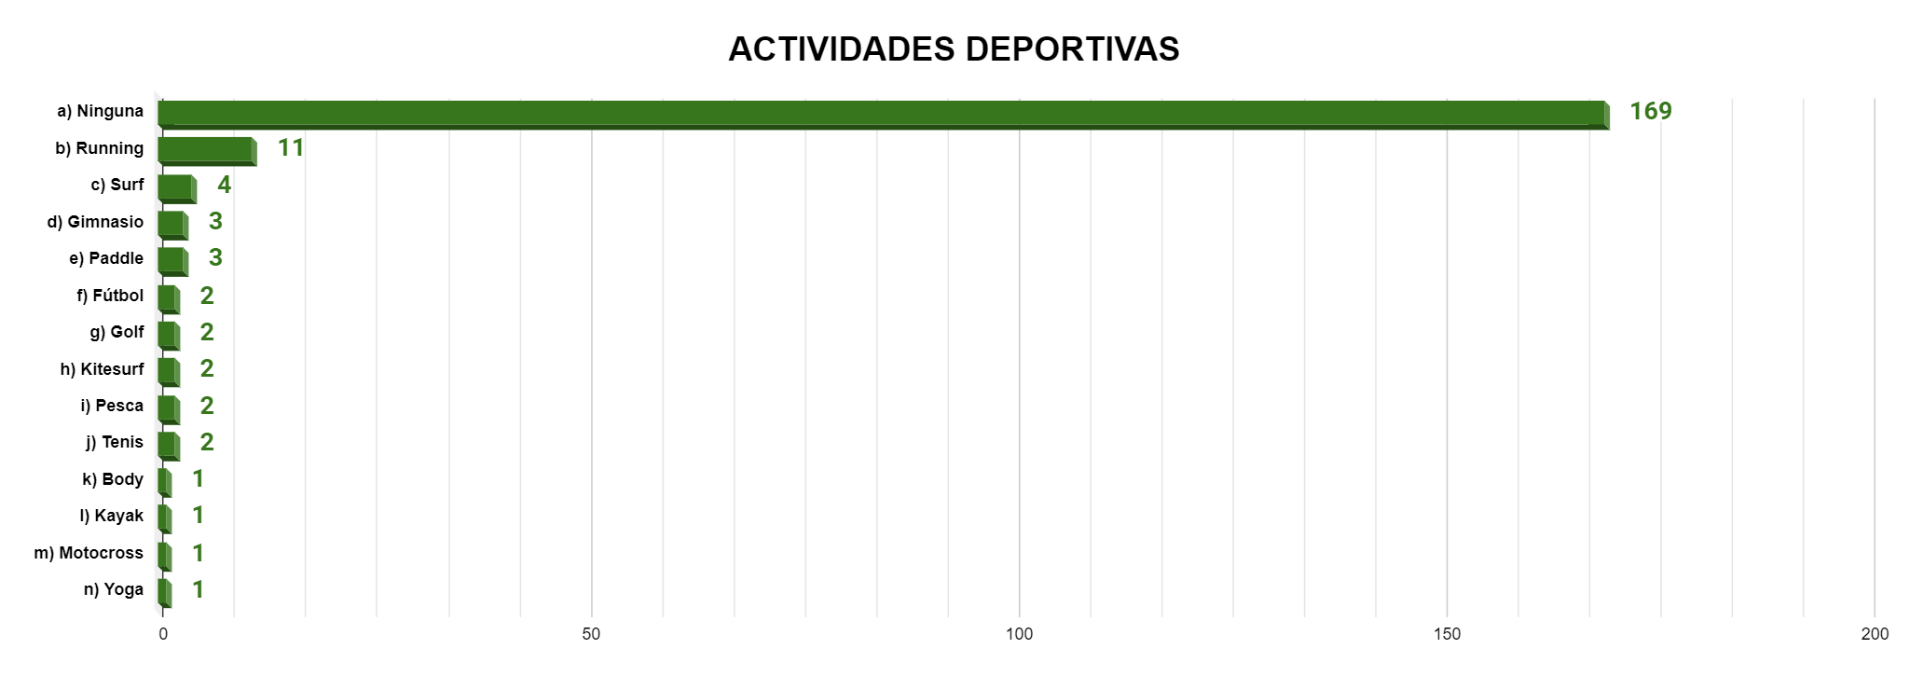 ACTIVIDADES DEPORTIVAS
a) Ninguna 169
b) Running 11
c) Surf 4
d) Gimnasio 3
e) Paddle 3
f) Fútbol 2
g) Golf 2
h) Kitesurf 2
i) Pesca 2
j) Tenis 2
k) Body 1
l) Kayak 1
m) Motocross 1
n) Yoga 1
0 50 100 150 200